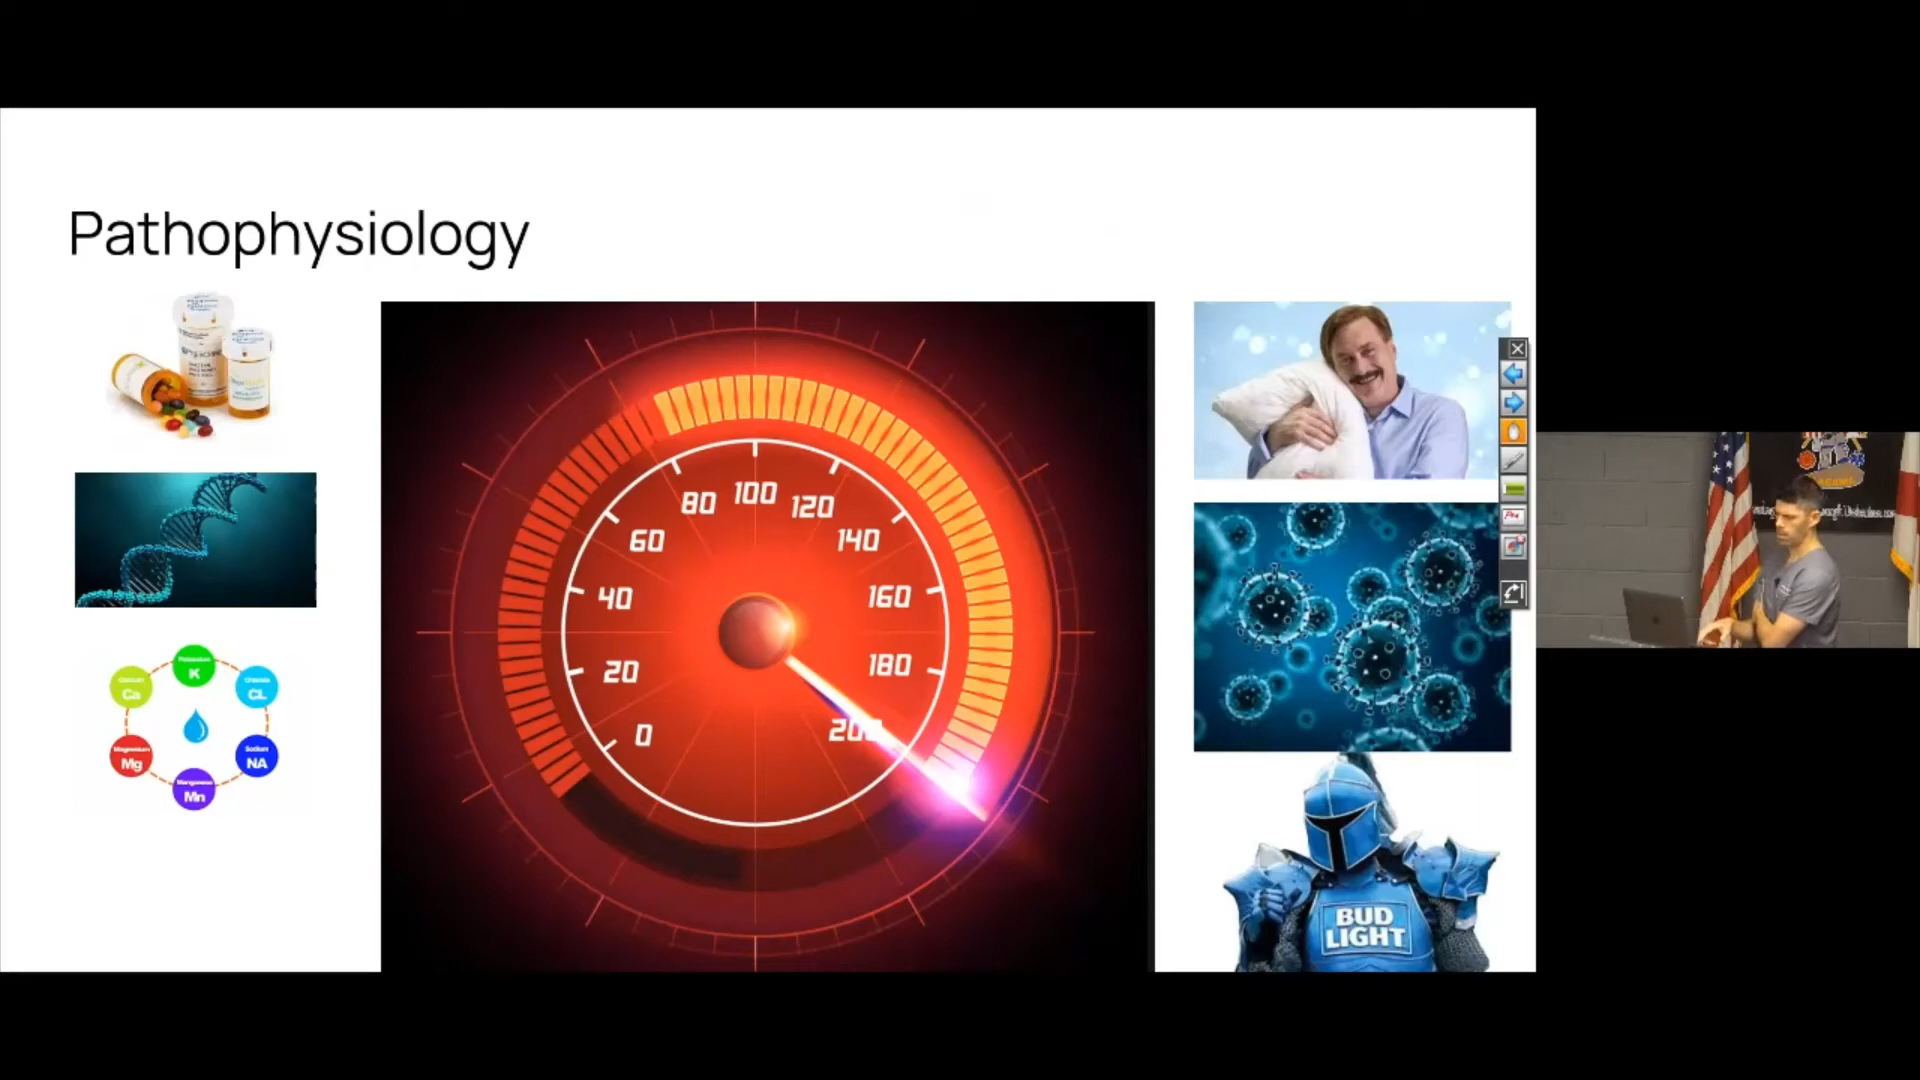 Pathophysiology
80
100
120
60
140
40
160
20
180
0
200
Potassium
K
Calcium
Ca
Chloride
CL
Magnesium
Mg
Sodium
NA
Manganese
Mn
BUD
LIGHT